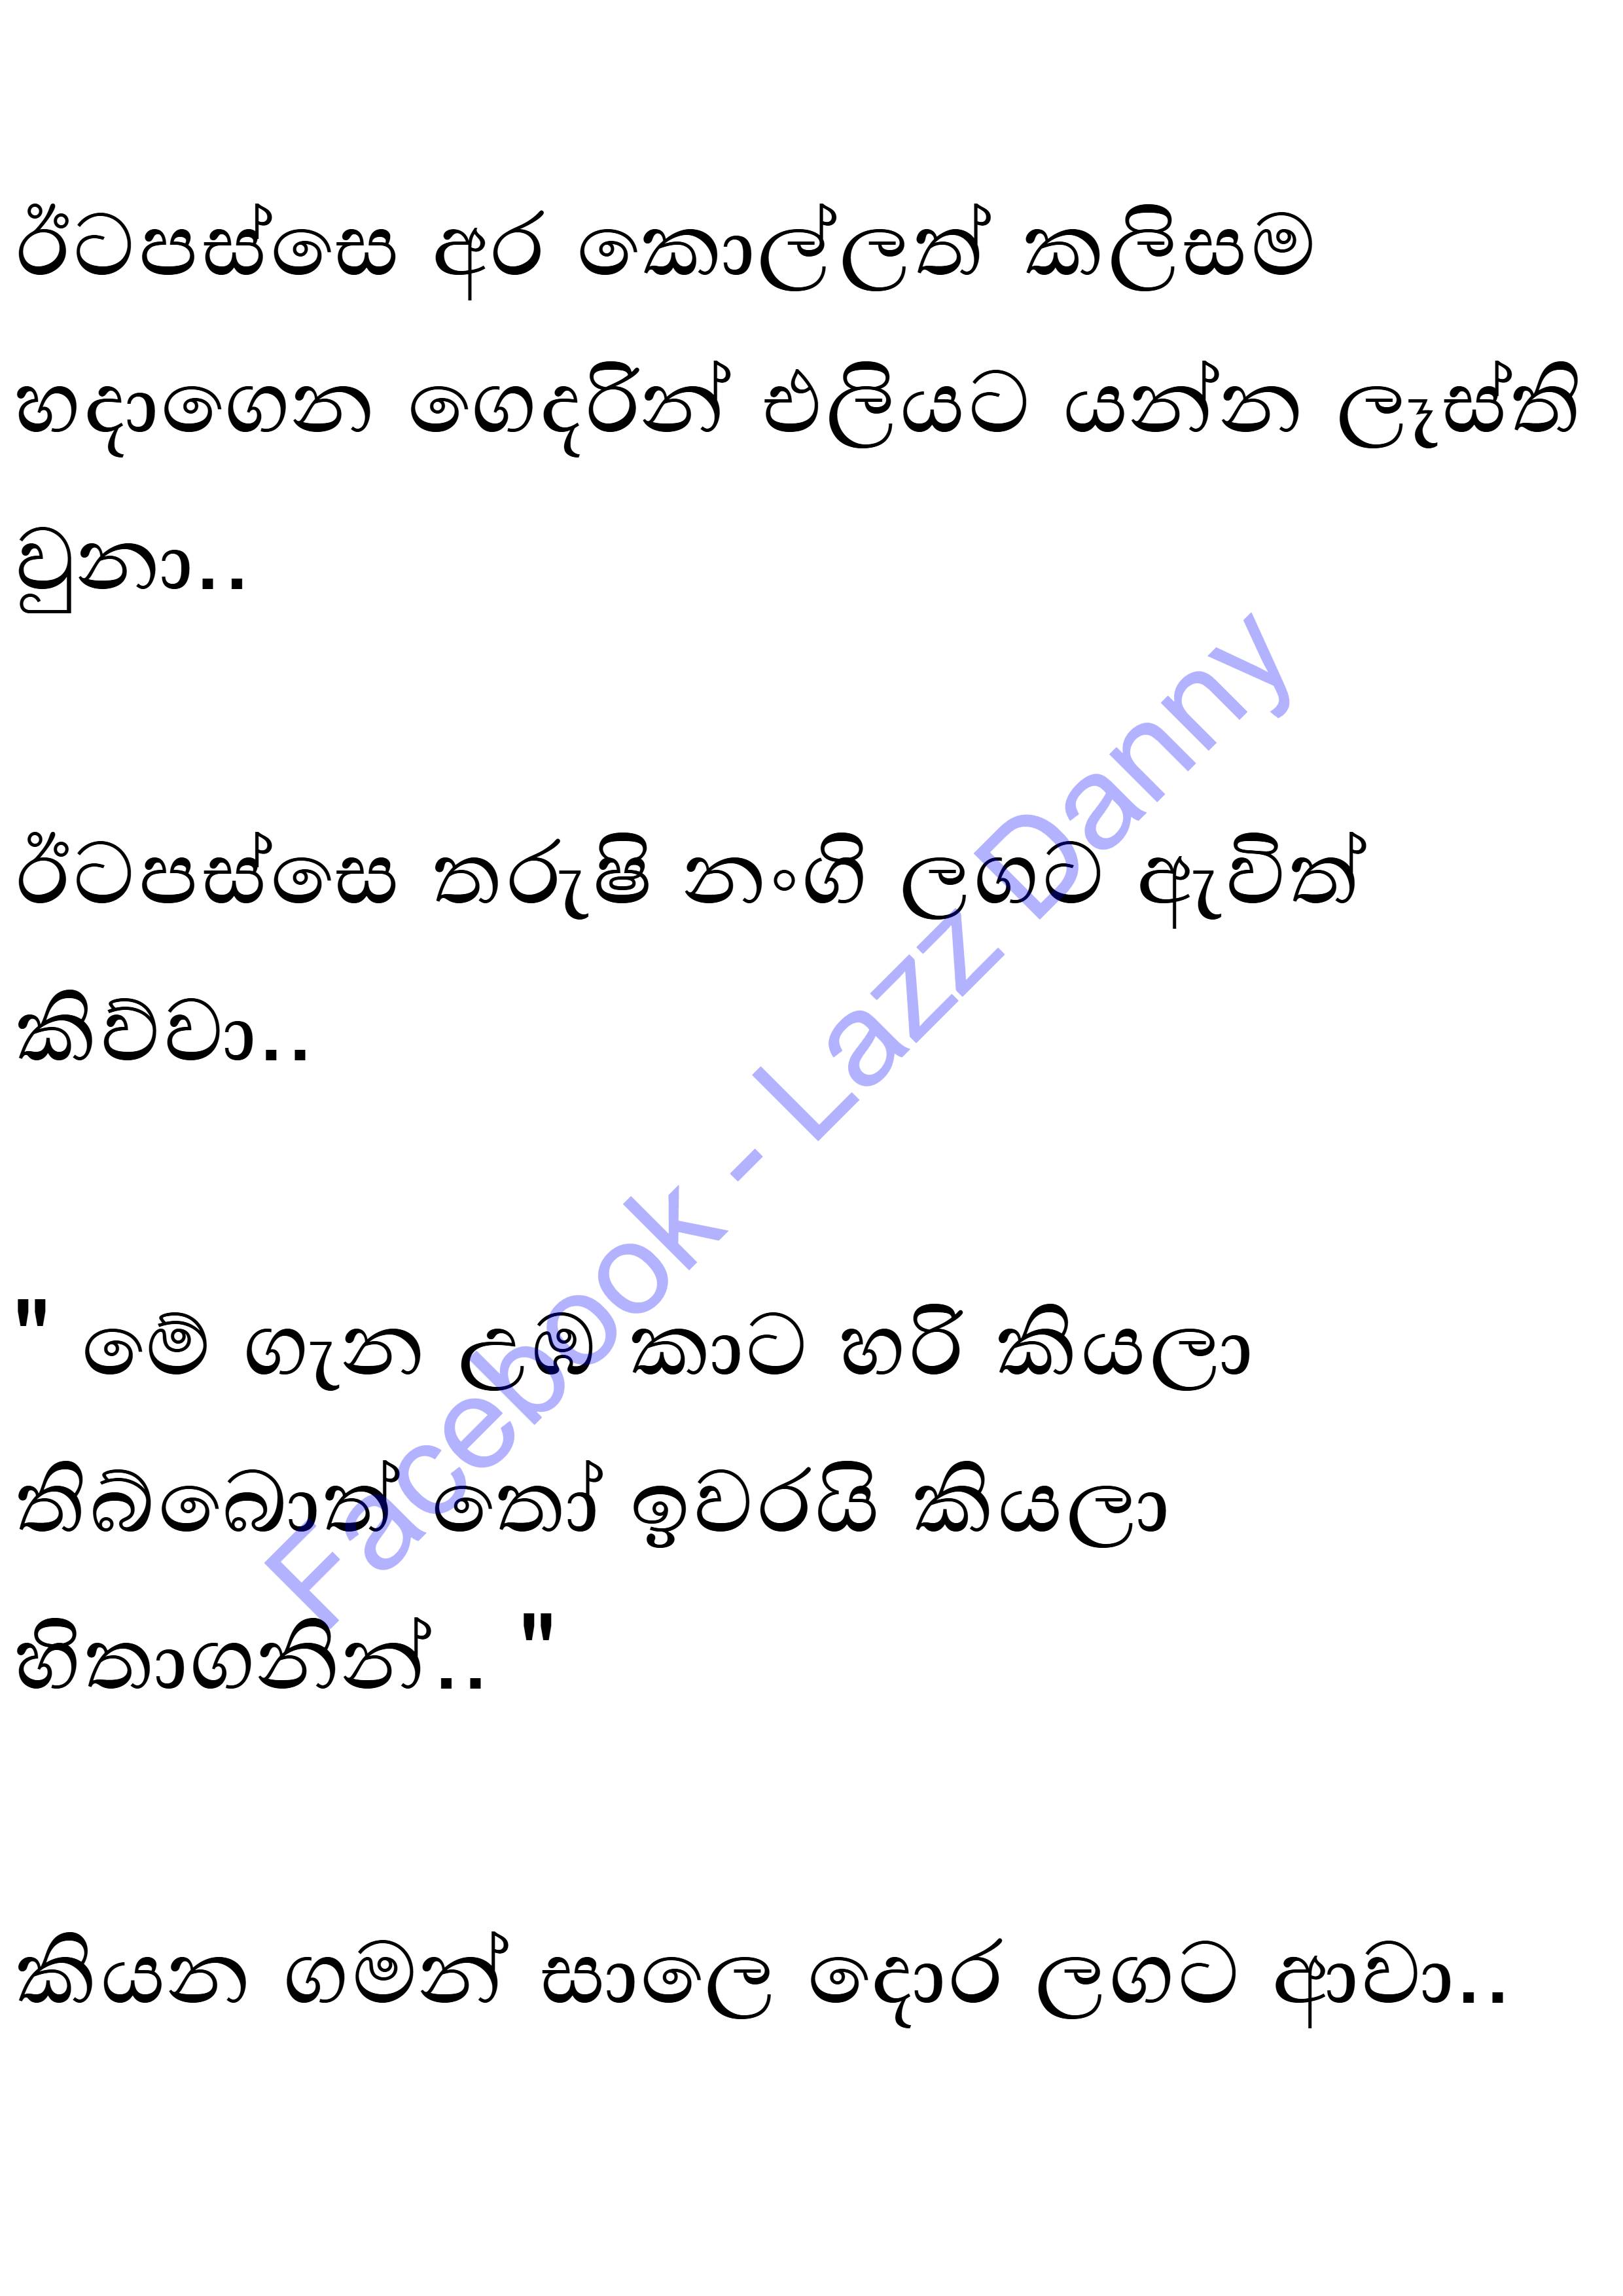 ඊටපස්සෙ අර කොල්ලත් කලිසම
හදාගෙන ගෙදරින් එලියට යන්න ලෑස්ති
වුනා..
ඊටපස්සෙ තරුෂි නංගි ලගට ඇවිත්
කිව්වා..
" මේ ගැන උඹ කාට හරි කියලා
තිබ්බොත් තෝ ඉවරයි කියලා
හිතාගනින්.. "
කියන ගමන් සාලෙ දොර ලගට ආවා..
Facebook - Lazz Danny